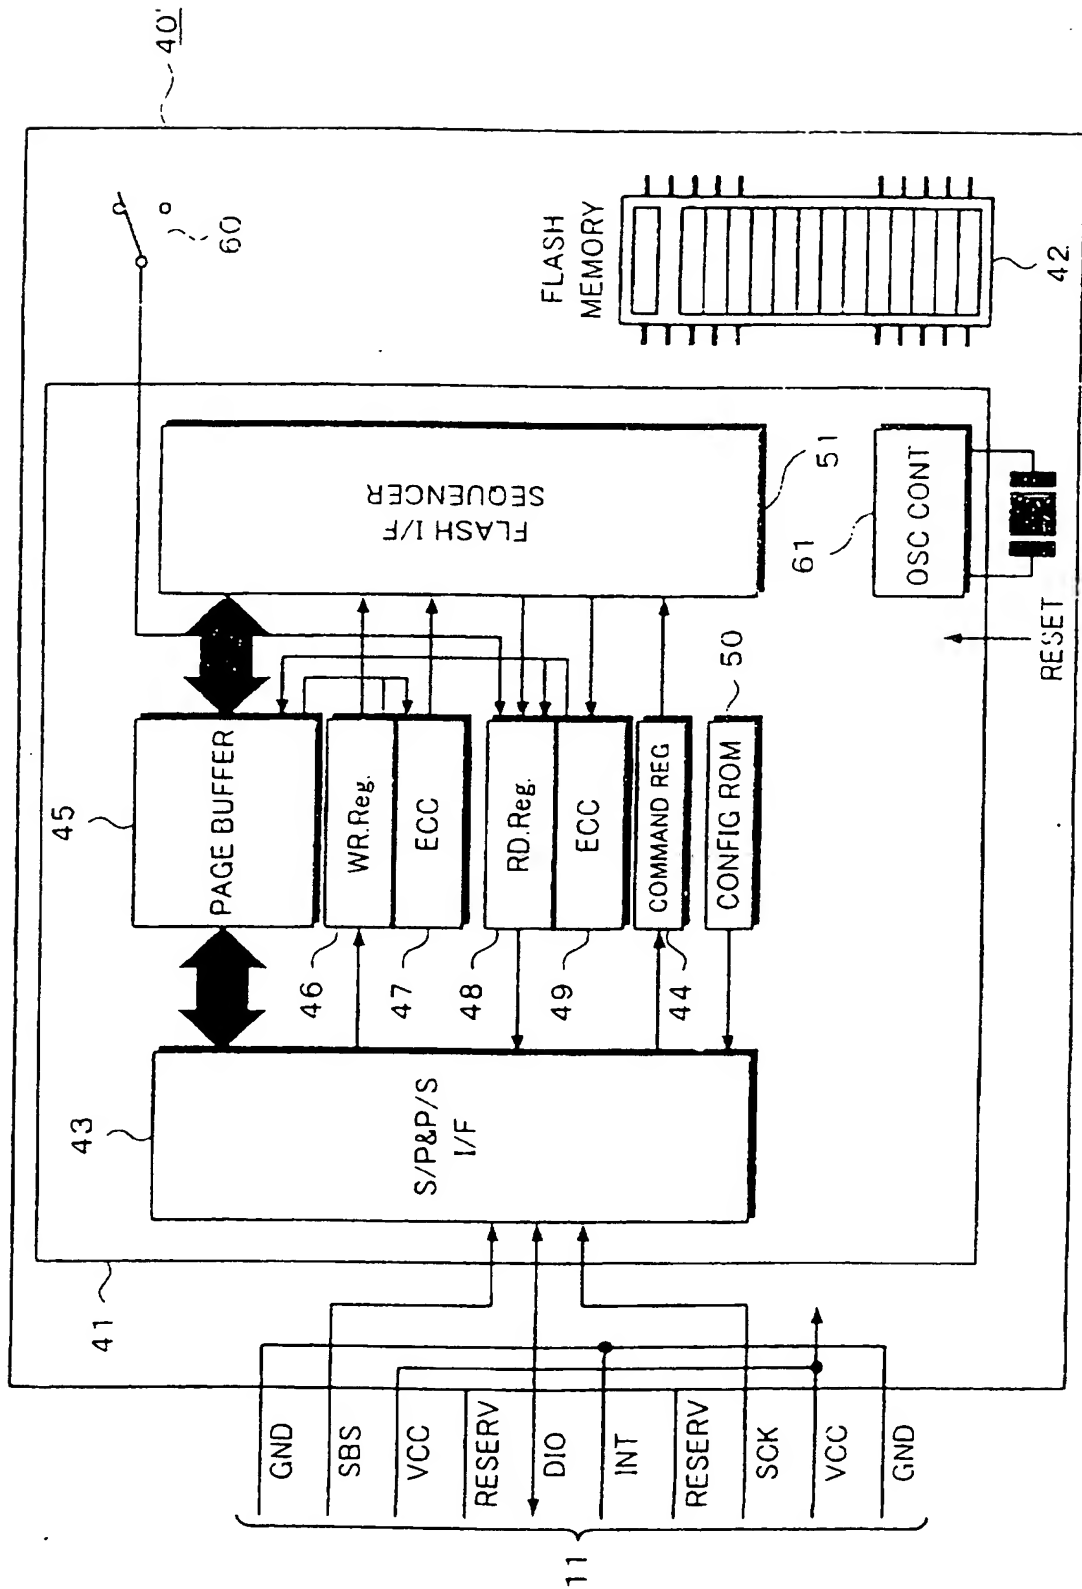 40'
60
FLASH
MEMORY
42
FLASH I/F
SEQUENCER
51
61
OSC CONT
RESET
45
PAGE BUFFER
46
WR.Reg.
47
ECC
48
RD.Reg.
49
ECC
44
COMMAND REG
50
CONFIG ROM
43
S/P&P/S
I/F
41
GND
SBS
VCC
RESERV
DIO
INT
RESERV
SCK
VCC
GND
11